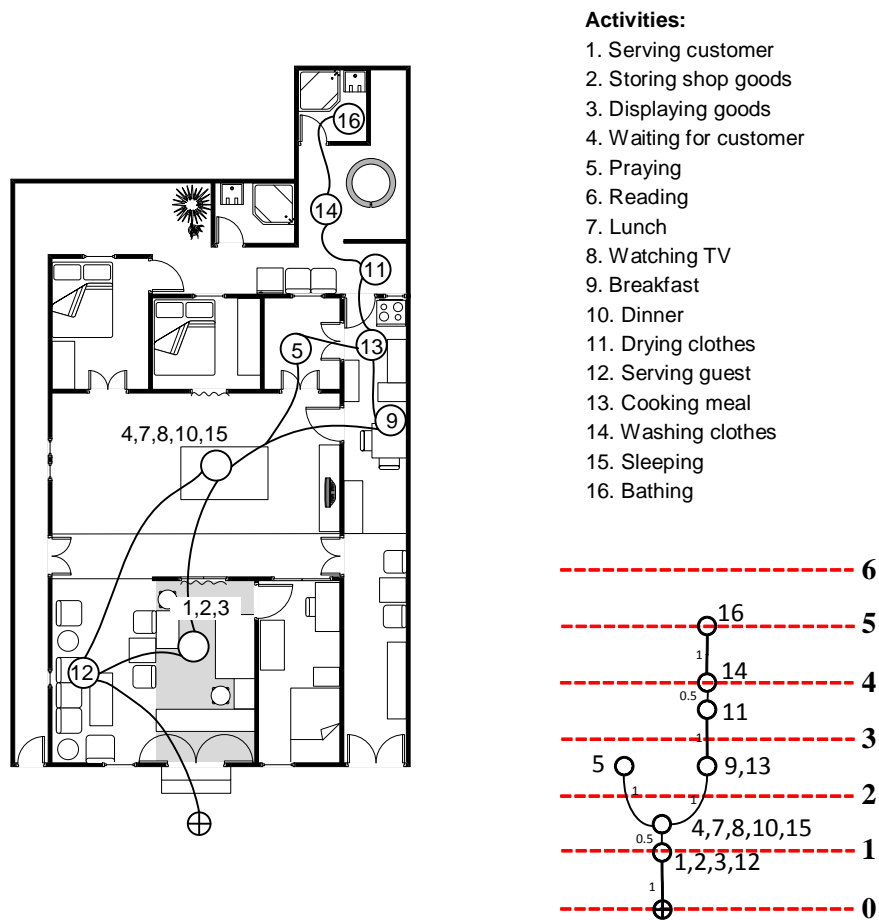 Activities:
1. Serving customer
2. Storing shop goods
3. Displaying goods
4. Waiting for customer
5. Praying
6. Reading
7. Lunch
8. Watching TV
9. Breakfast
10. Dinner
11. Drying clothes
12. Serving guest
13. Cooking meal
14. Washing clothes
15. Sleeping
16. Bathing
16
14
11
5
13
9
4,7,8,10,15
1,2,3
12
6
16
5
1
14
4
0.5
11
1
3
5
9,13
1
1
2
4,7,8,10,15
0.5
1
1,2,3,12
1
0